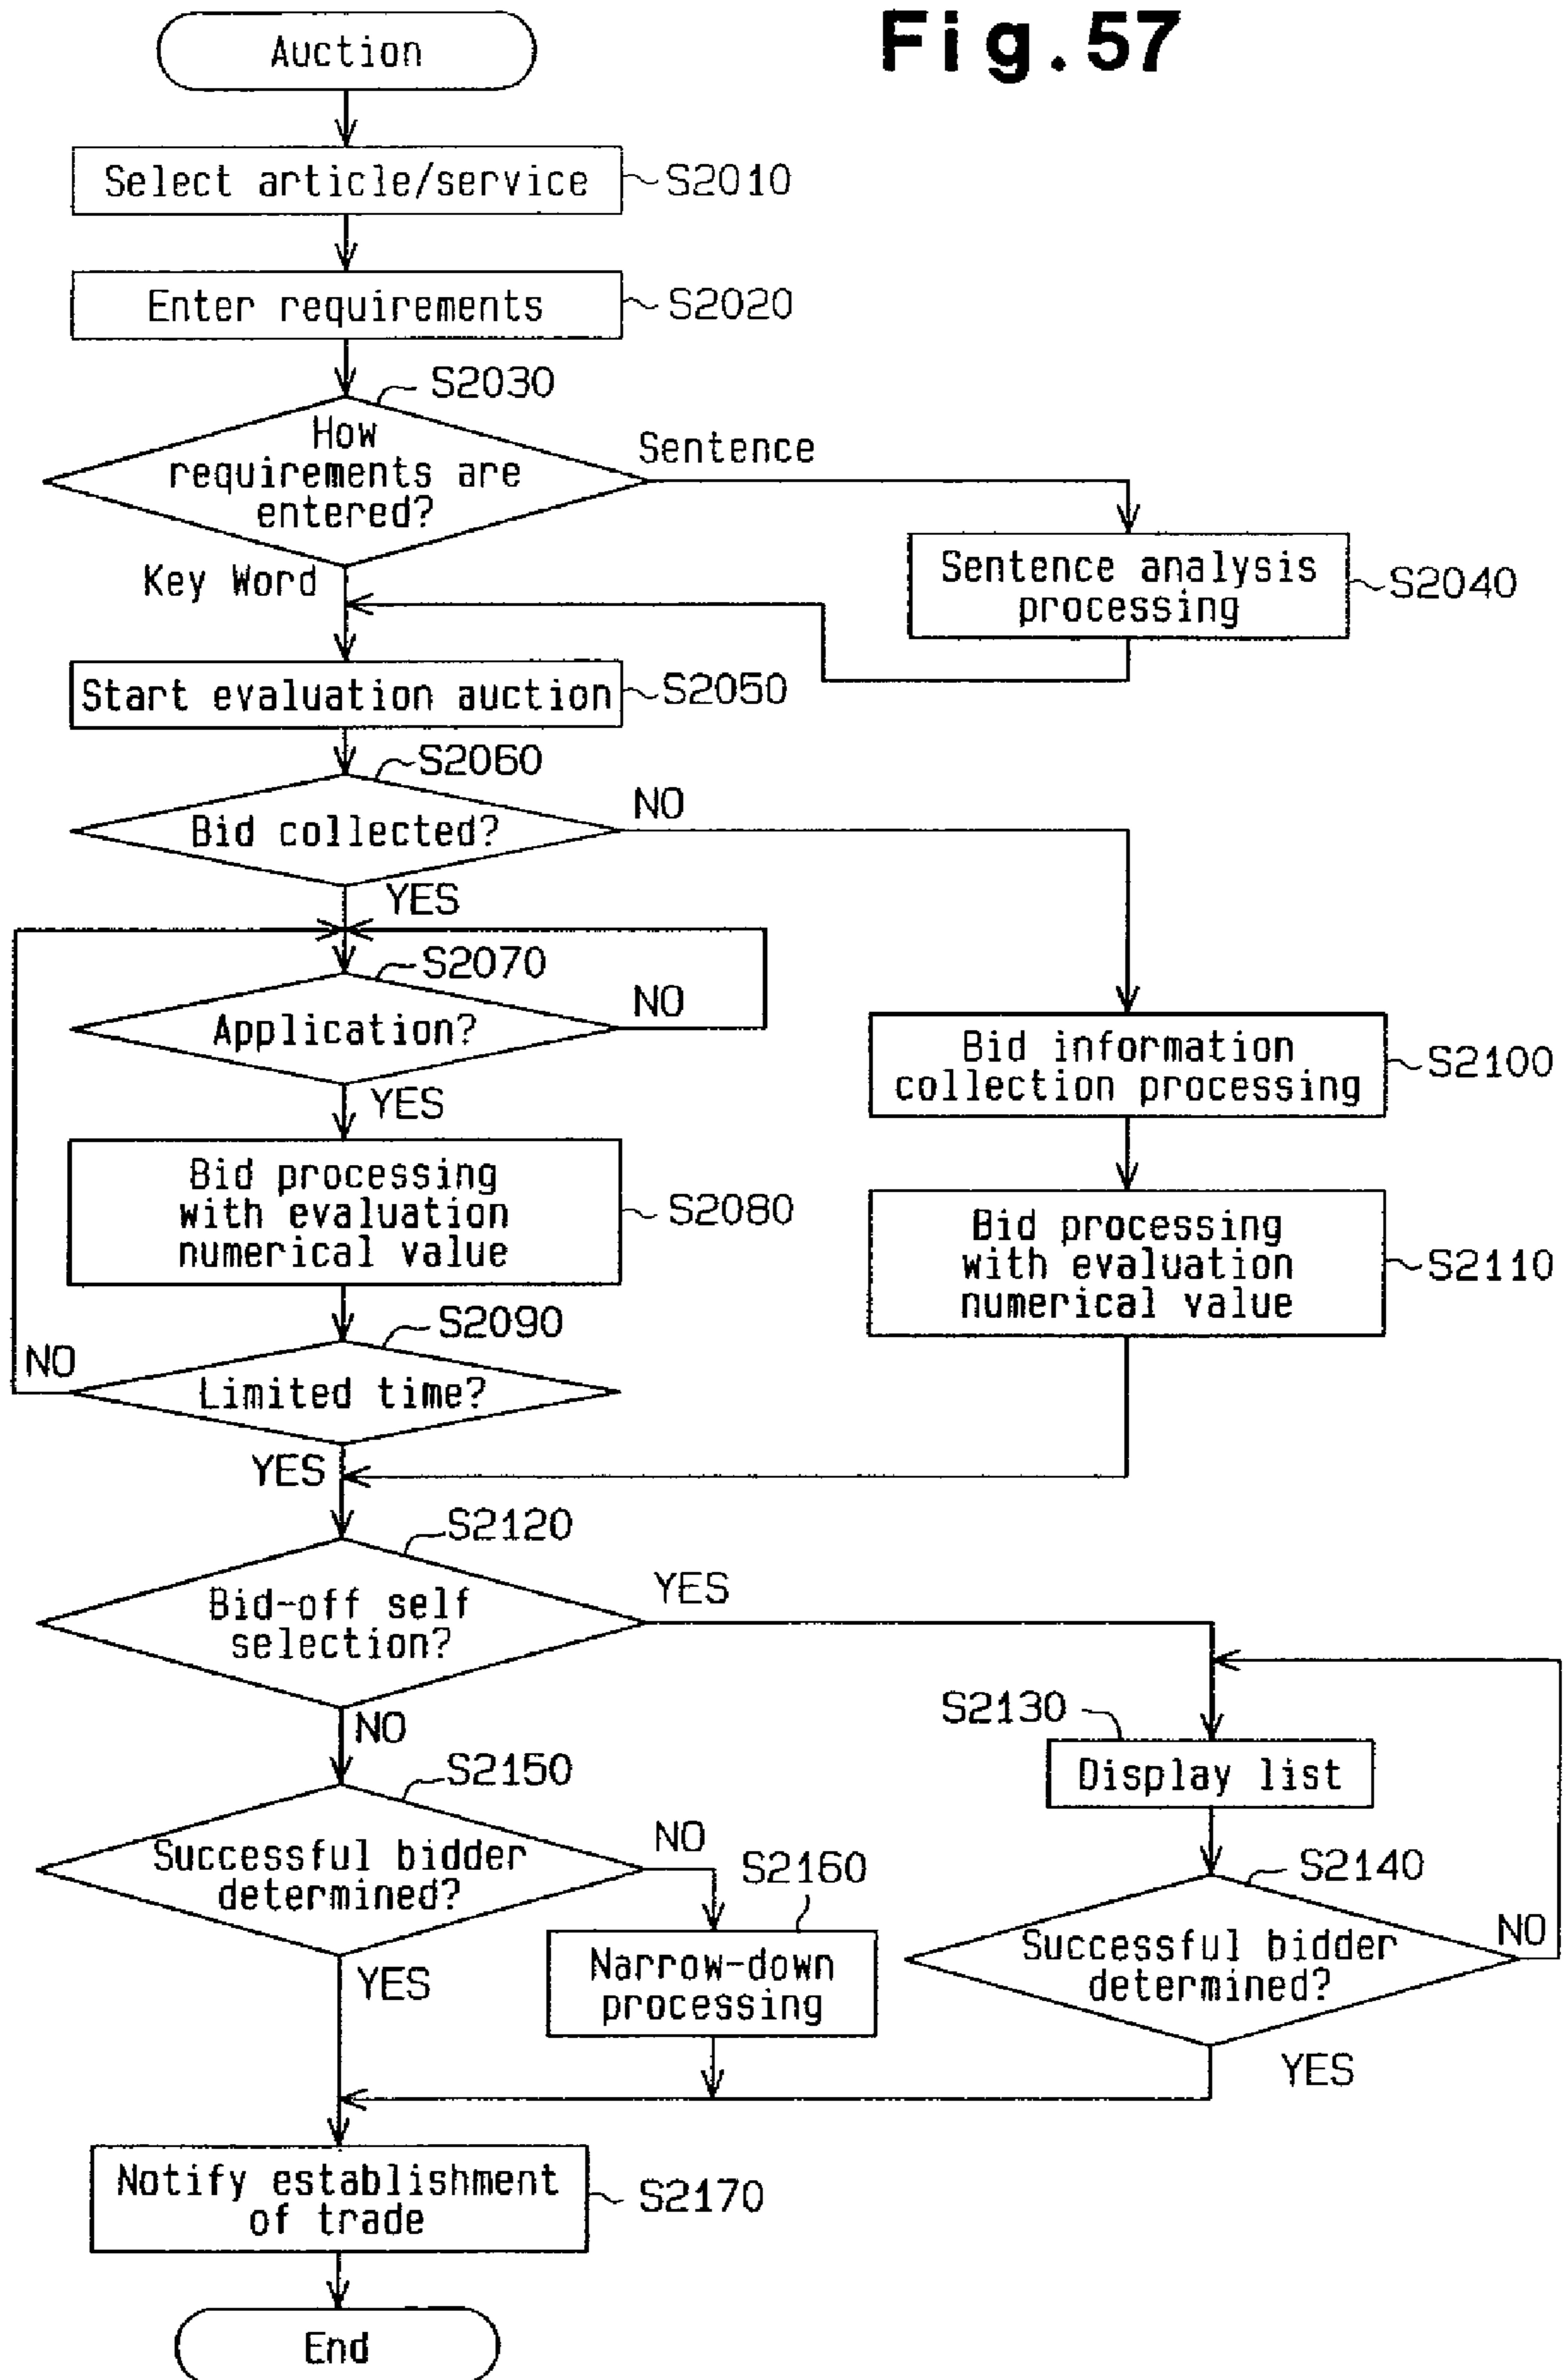 Fig.57
Auction
Select article/service
S2010
Enter requirements
S2020
S2030
How
requirements are
entered?
Sentence
Key Word
Sentence analysis
processing
S2040
Start evaluation auction
S2050
S2060
Bid collected?
NO
YES
S2070
Application?
NO
YES
Bid processing
with evaluation
numerical value
S2080
S2090
Limited time?
NO
YES
Bid information
collection processing
S2100
Bid processing
with evaluation
numerical value
S2110
S2120
Bid-off self
selection?
YES
NO
S2130
Display list
S2140
Successful bidder
determined?
NO
YES
S2150
Successful bidder
determined?
NO
YES
S2160
Narrow-down
processing
Notify establishment
of trade
S2170
End